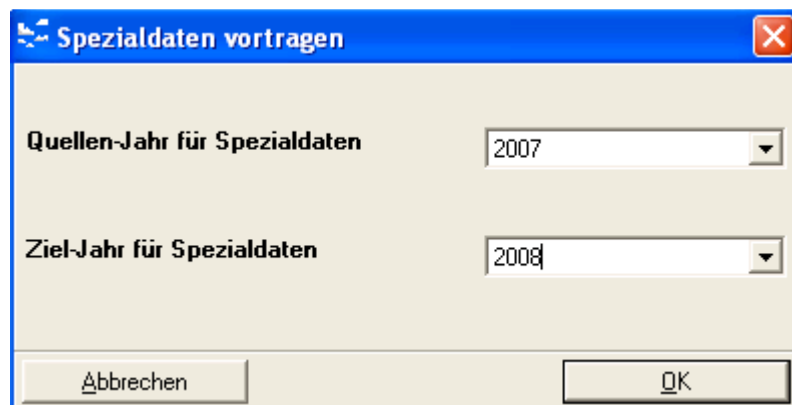 Spezialdaten vortragen
Quellen-Jahr für Spezialdaten 2007
Ziel-Jahr für Spezialdaten 2008
Abbrechen OK